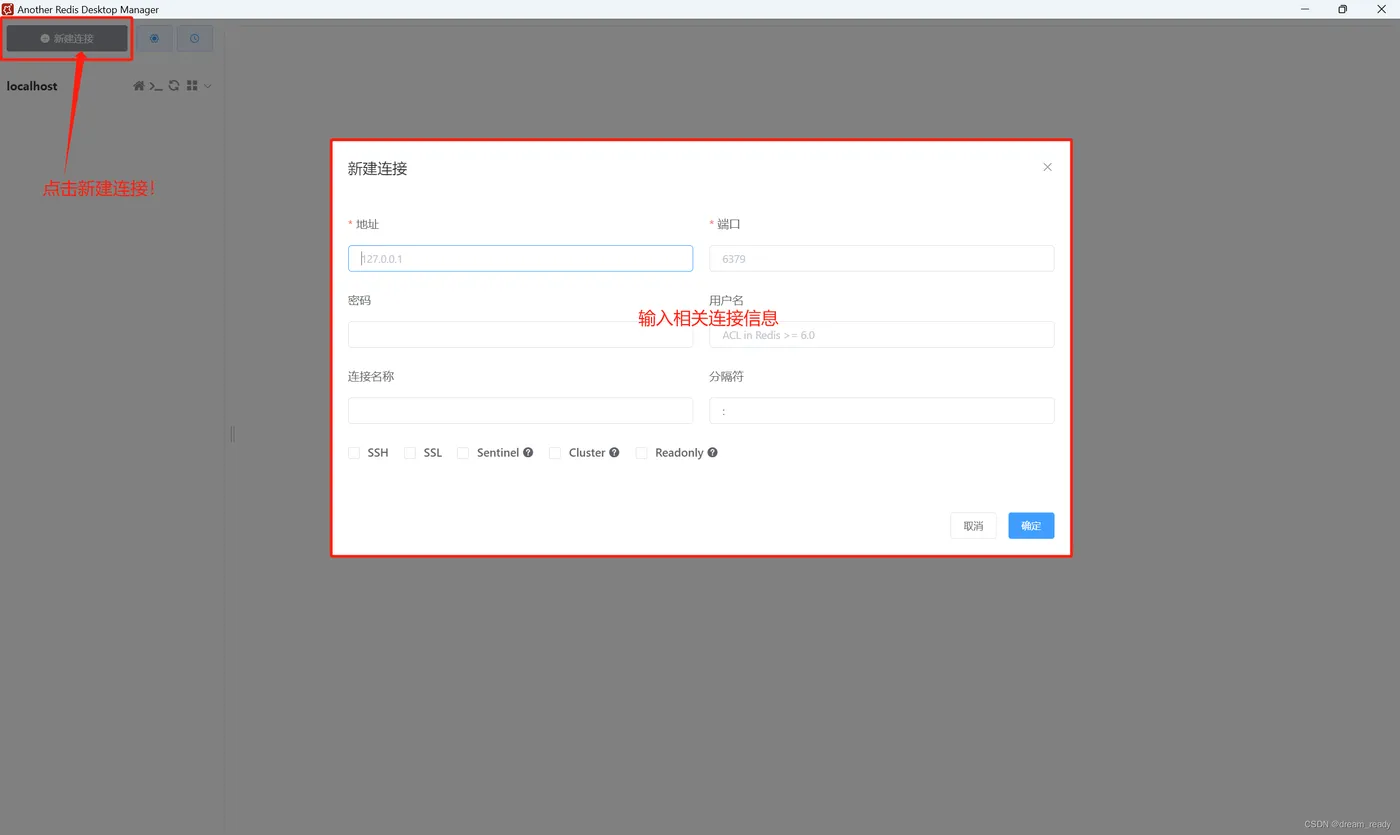 Another Redis Desktop Manager
新建连接
localhost
点击新建连接！
新建连接
* 地址
* 端口
127.0.0.1
6379
密码
用户名
输入相关连接信息
ACL in Redis >= 6.0
连接名称
分隔符
:
SSH SSL Sentinel Cluster Readonly
取消 确定
CSDN @dream_ready